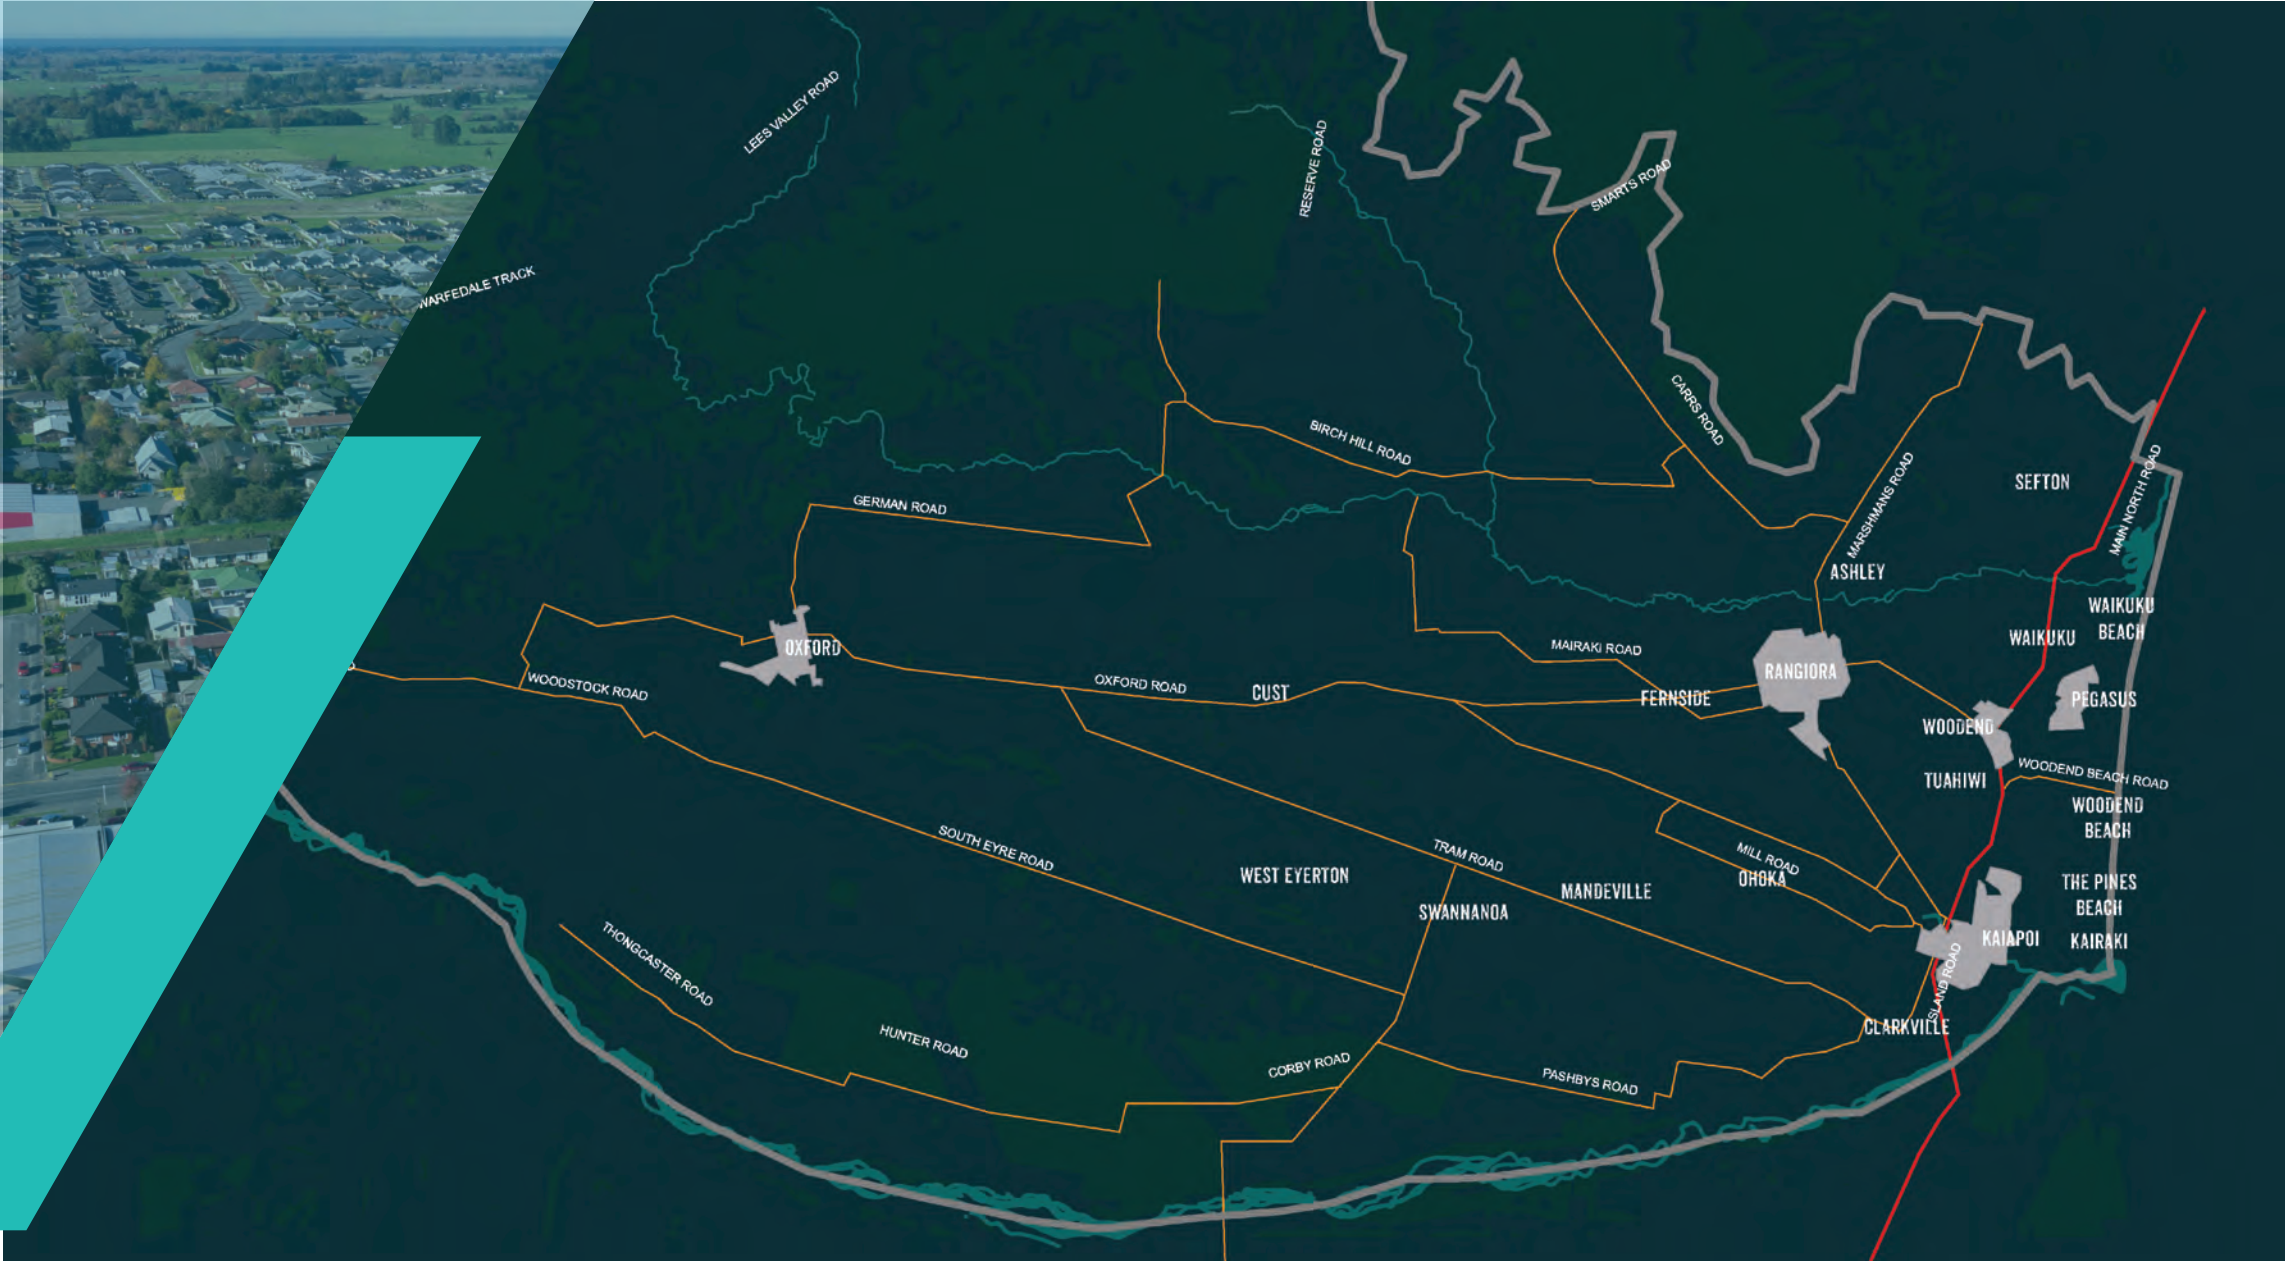 LEES VALLEY ROAD
RESERVE ROAD
SMARTS ROAD
WARFEDALE TRACK
CARRS ROAD
BIRCH HILL ROAD
MARSHMANS ROAD
SEFTON
MAIN NORTH ROAD
GERMAN ROAD
ASHLEY
WAIKUKU
BEACH
WAIKUKU
OXFORD
MAIRAKI ROAD
RANGIORA
WOODSTOCK ROAD
OXFORD ROAD
CUST
FERNSIDE
PEGASUS
WOODEND
WOODEND BEACH ROAD
TUAHIWI
WOODEND
BEACH
SOUTH EYRE ROAD
TRAM ROAD
MILL ROAD
OHOKA
WEST EYERTON
MANDEVILLE
THE PINES
BEACH
SWANNANOA
KAIAPOI
KAIRAKI
THONGCASTER ROAD
ISLAND ROAD
CLARKVILLE
HUNTER ROAD
CORBY ROAD
PASHBYS ROAD